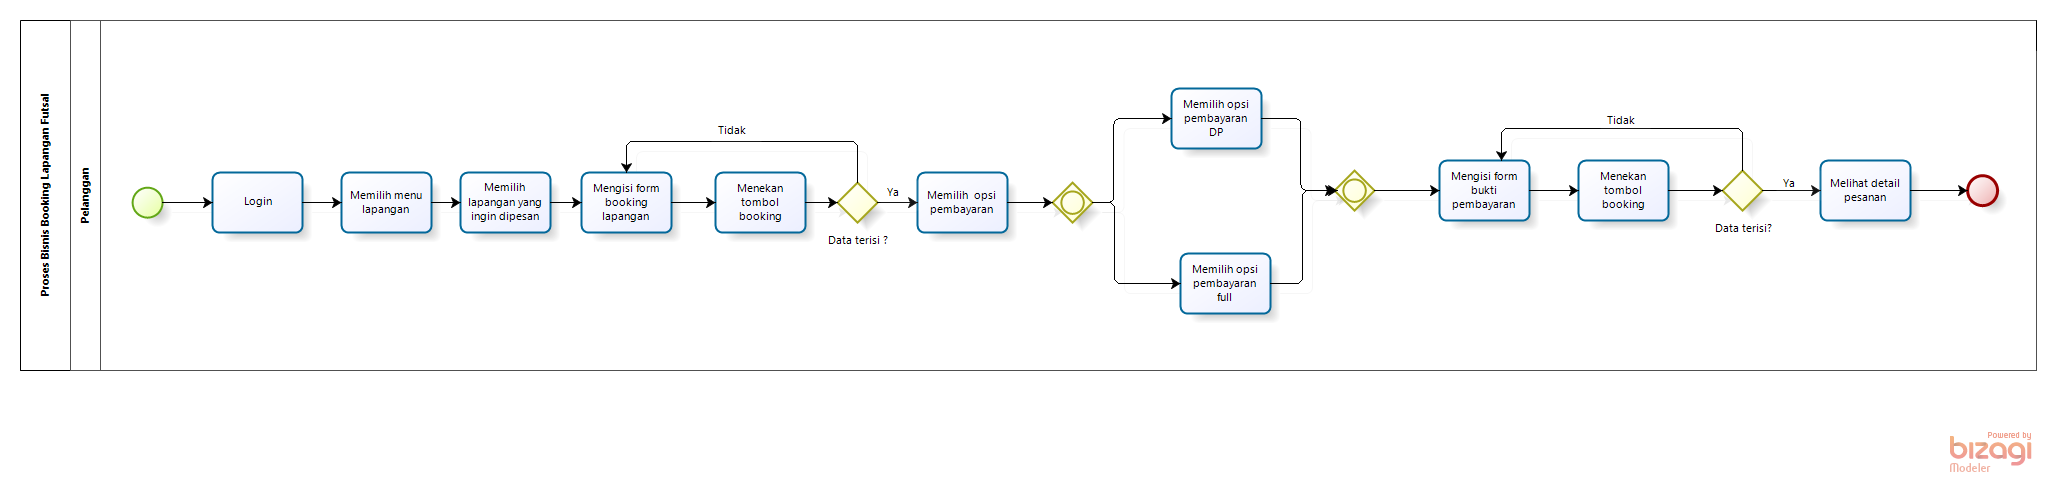 Proses Bisnis Booking Lapangan Futsal
Pelanggan
Login
Memilih menu
lapangan
Memilih
lapangan yang
ingin dipesan
Mengisi form
booking
lapangan
Menekan
tombol
booking
Tidak
Data terisi ?
Ya
Memilih opsi
pembayaran
Memilih opsi
pembayaran
DP
Memilih opsi
pembayaran
full
Mengisi form
bukti
pembayaran
Menekan
tombol
booking
Tidak
Data terisi?
Ya
Melihat detail
pesanan
Powered by
bizagi
Modeler